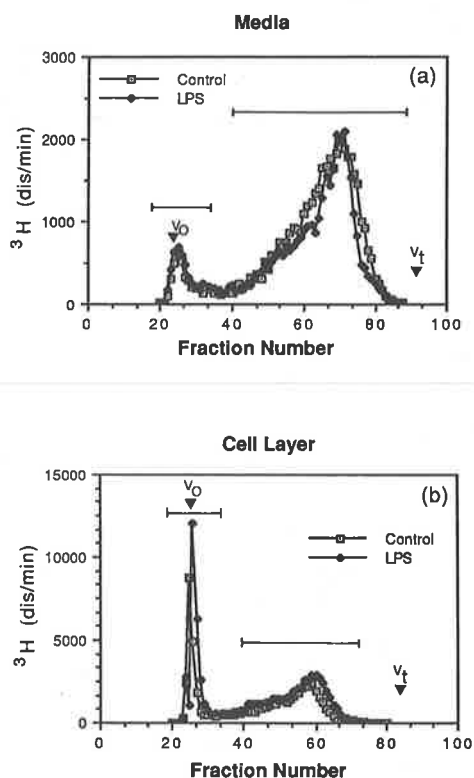 Media
(a)
Control
LPS
3000
2000
1000
0
³H (dis/min)
Vo
Vt
0 20 40 60 80 100
Fraction Number
Cell Layer
(b)
Control
LPS
15000
10000
5000
0
³H (dis/min)
Vo
Vt
0 20 40 60 80 100
Fraction Number